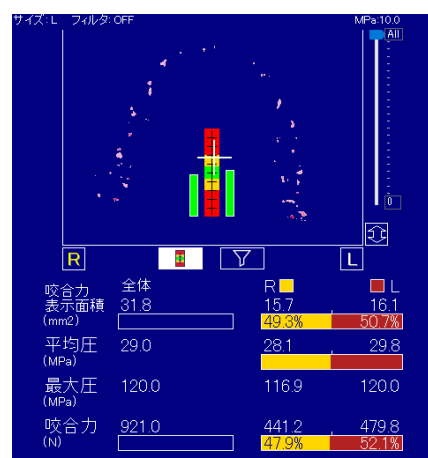 サイズ: L フィルタ: OFF MPa:10.0
All
0
R L
咬合力 全体 R L
表示面積 31.8 15.7 16.1
(mm2) 49.3% 50.7%
平均圧 29.0 28.1 29.8
(MPa)
最大圧 120.0 116.9 120.0
(MPa)
咬合力 921.0 441.2 479.8
(N) 47.9% 52.1%